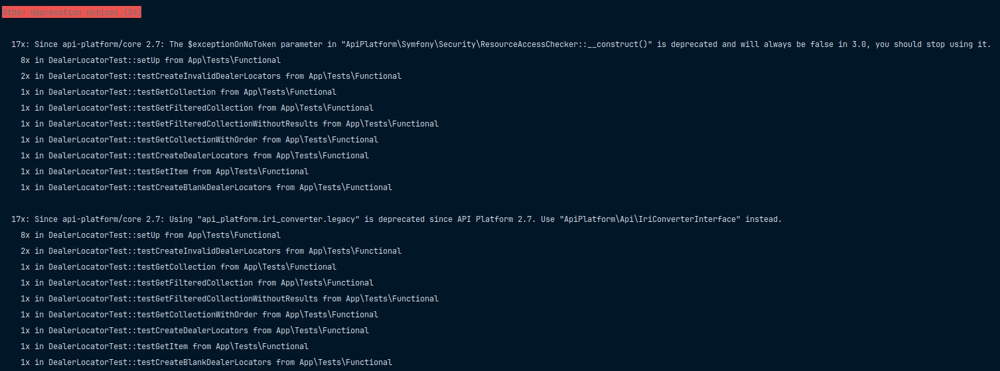 Other deprecation notices (34)
17x: Since api-platform/core 2.7: The $exceptionOnNoToken parameter in "ApiPlatform\Symfony\Security\ResourceAccessChecker::__construct()" is deprecated and will always be false in 3.0, you should stop using it.
8x in DealerLocatorTest::setUp from App\Tests\Functional
2x in DealerLocatorTest::testCreateInvalidDealerLocators from App\Tests\Functional
1x in DealerLocatorTest::testGetCollection from App\Tests\Functional
1x in DealerLocatorTest::testGetFilteredCollection from App\Tests\Functional
1x in DealerLocatorTest::testGetFilteredCollectionWithoutResults from App\Tests\Functional
1x in DealerLocatorTest::testGetCollectionWithOrder from App\Tests\Functional
1x in DealerLocatorTest::testCreateDealerLocators from App\Tests\Functional
1x in DealerLocatorTest::testGetItem from App\Tests\Functional
1x in DealerLocatorTest::testCreateBlankDealerLocators from App\Tests\Functional
17x: Since api-platform/core 2.7: Using "api_platform.iri_converter.legacy" is deprecated since API Platform 2.7. Use "ApiPlatform\Api\IriConverterInterface" instead.
8x in DealerLocatorTest::setUp from App\Tests\Functional
2x in DealerLocatorTest::testCreateInvalidDealerLocators from App\Tests\Functional
1x in DealerLocatorTest::testGetCollection from App\Tests\Functional
1x in DealerLocatorTest::testGetFilteredCollection from App\Tests\Functional
1x in DealerLocatorTest::testGetFilteredCollectionWithoutResults from App\Tests\Functional
1x in DealerLocatorTest::testGetCollectionWithOrder from App\Tests\Functional
1x in DealerLocatorTest::testCreateDealerLocators from App\Tests\Functional
1x in DealerLocatorTest::testGetItem from App\Tests\Functional
1x in DealerLocatorTest::testCreateBlankDealerLocators from App\Tests\Functional